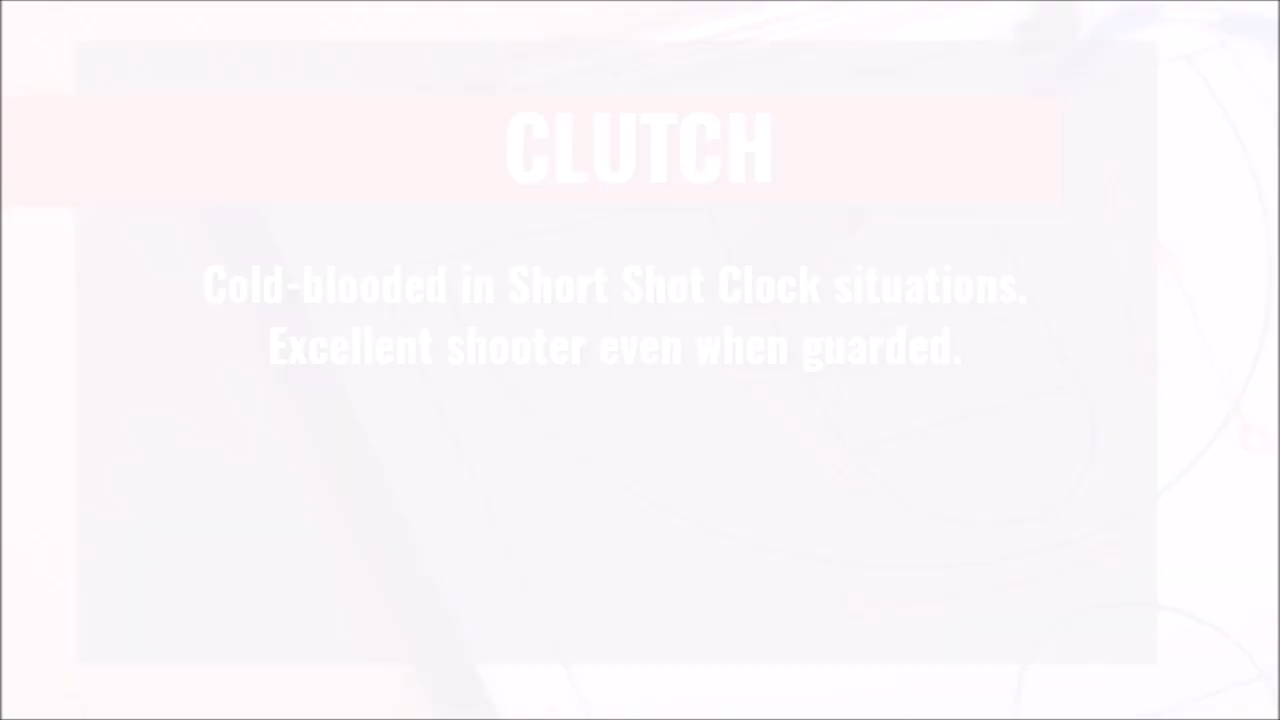 CLUTCH
Cold-blooded in Short Shot Clock situations.
Excellent shooter even when guarded.